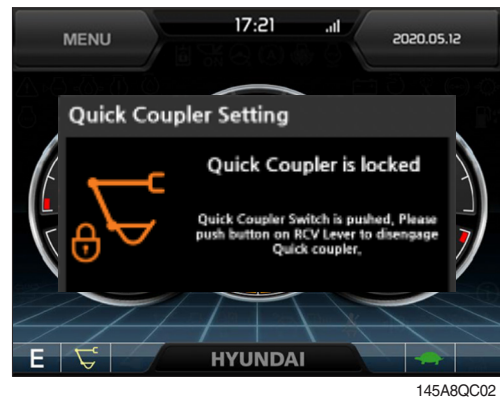 MENU
17:21
2020.05.12
Quick Coupler Setting
Quick Coupler is locked
Quick Coupler Switch is pushed, Please
push button on RCV Lever to disengage
Quick coupler,
E
HYUNDAI
145A8QC02